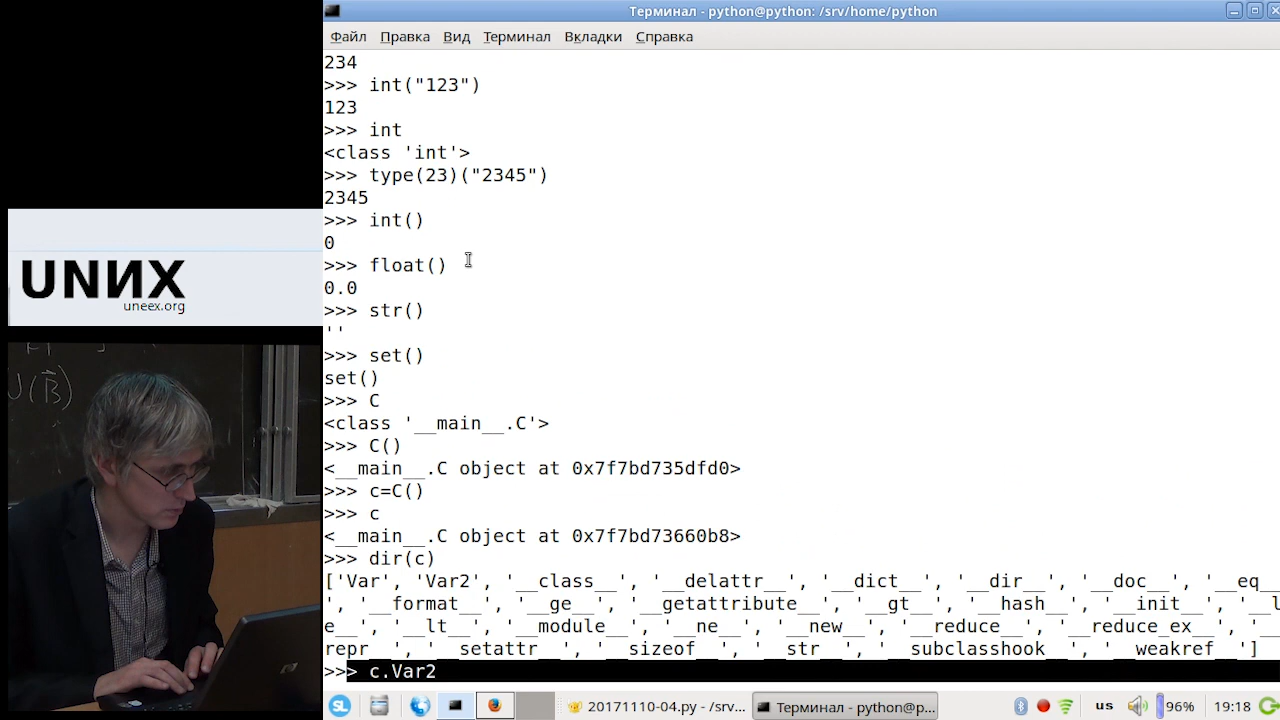 Терминал - python@python: /srv/home/python
Файл Правка Вид Терминал Вкладки Справка
234
>>> int("123")
123
>>> int
<class 'int'>
>>> type(23)("2345")
2345
>>> int()
0
>>> float()
0.0
>>> str()
''
>>> set()
set()
>>> C
<class '__main__.C'>
>>> C()
<__main__.C object at 0x7f7bd735dfd0>
>>> c=C()
>>> c
<__main__.C object at 0x7f7bd73660b8>
>>> dir(c)
['Var', 'Var2', '__class__', '__delattr__', '__dict__', '__dir__', '__doc__', '__eq__
', '__format__', '__ge__', '__getattribute__', '__gt__', '__hash__', '__init__', '__l
e__', '__lt__', '__module__', '__ne__', '__new__', '__reduce__', '__reduce_ex__', '__
repr__', '__setattr__', '__sizeof__', '__str__', '__subclasshook__', '__weakref__']
>>> c.Var2
UNИX
uneex.org
U(B)
SL
20171110-04.py - /srv...
Терминал - python@p...
us
96%
19:18